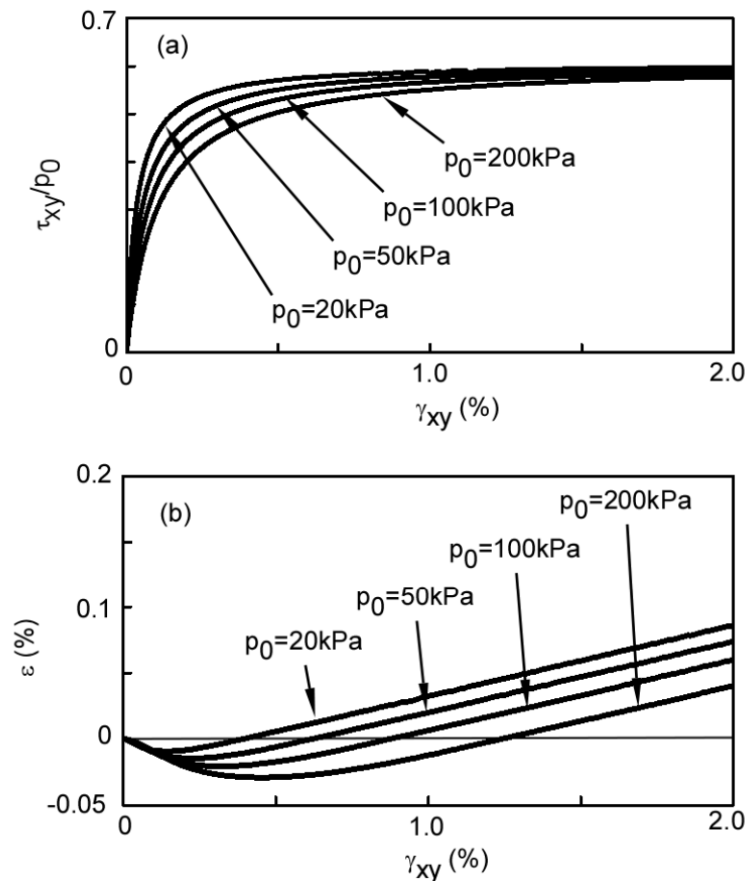 0.7
(a)
τxy/p0
p0=200kPa
p0=100kPa
p0=50kPa
p0=20kPa
0
0
1.0
2.0
γxy (%)
0.2
(b)
p0=200kPa
p0=100kPa
p0=50kPa
p0=20kPa
0.1
ε (%)
0
-0.05
0
1.0
2.0
γxy (%)